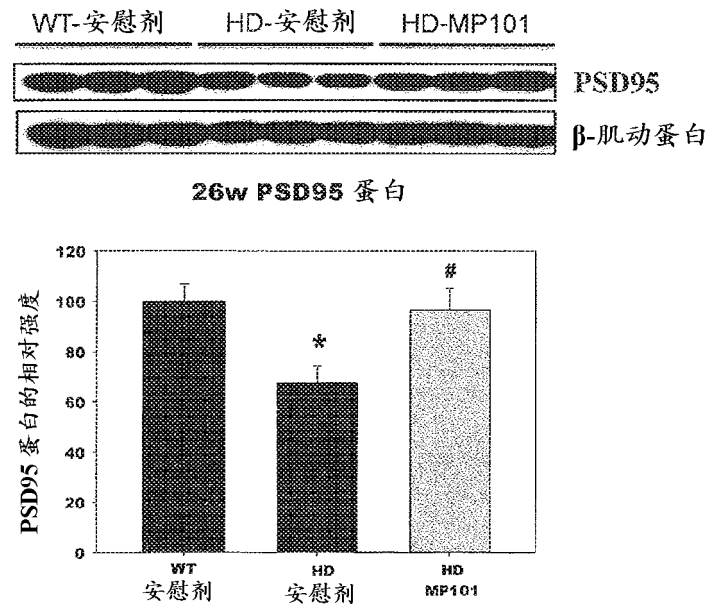 WT-安慰剂 HD-安慰剂 HD-MP101
PSD95
β-肌动蛋白
26w PSD95 蛋白
PSD95 蛋白的相对强度
120
100
80
60
40
20
0
*
#
WT HD HD
安慰剂 安慰剂 MP101